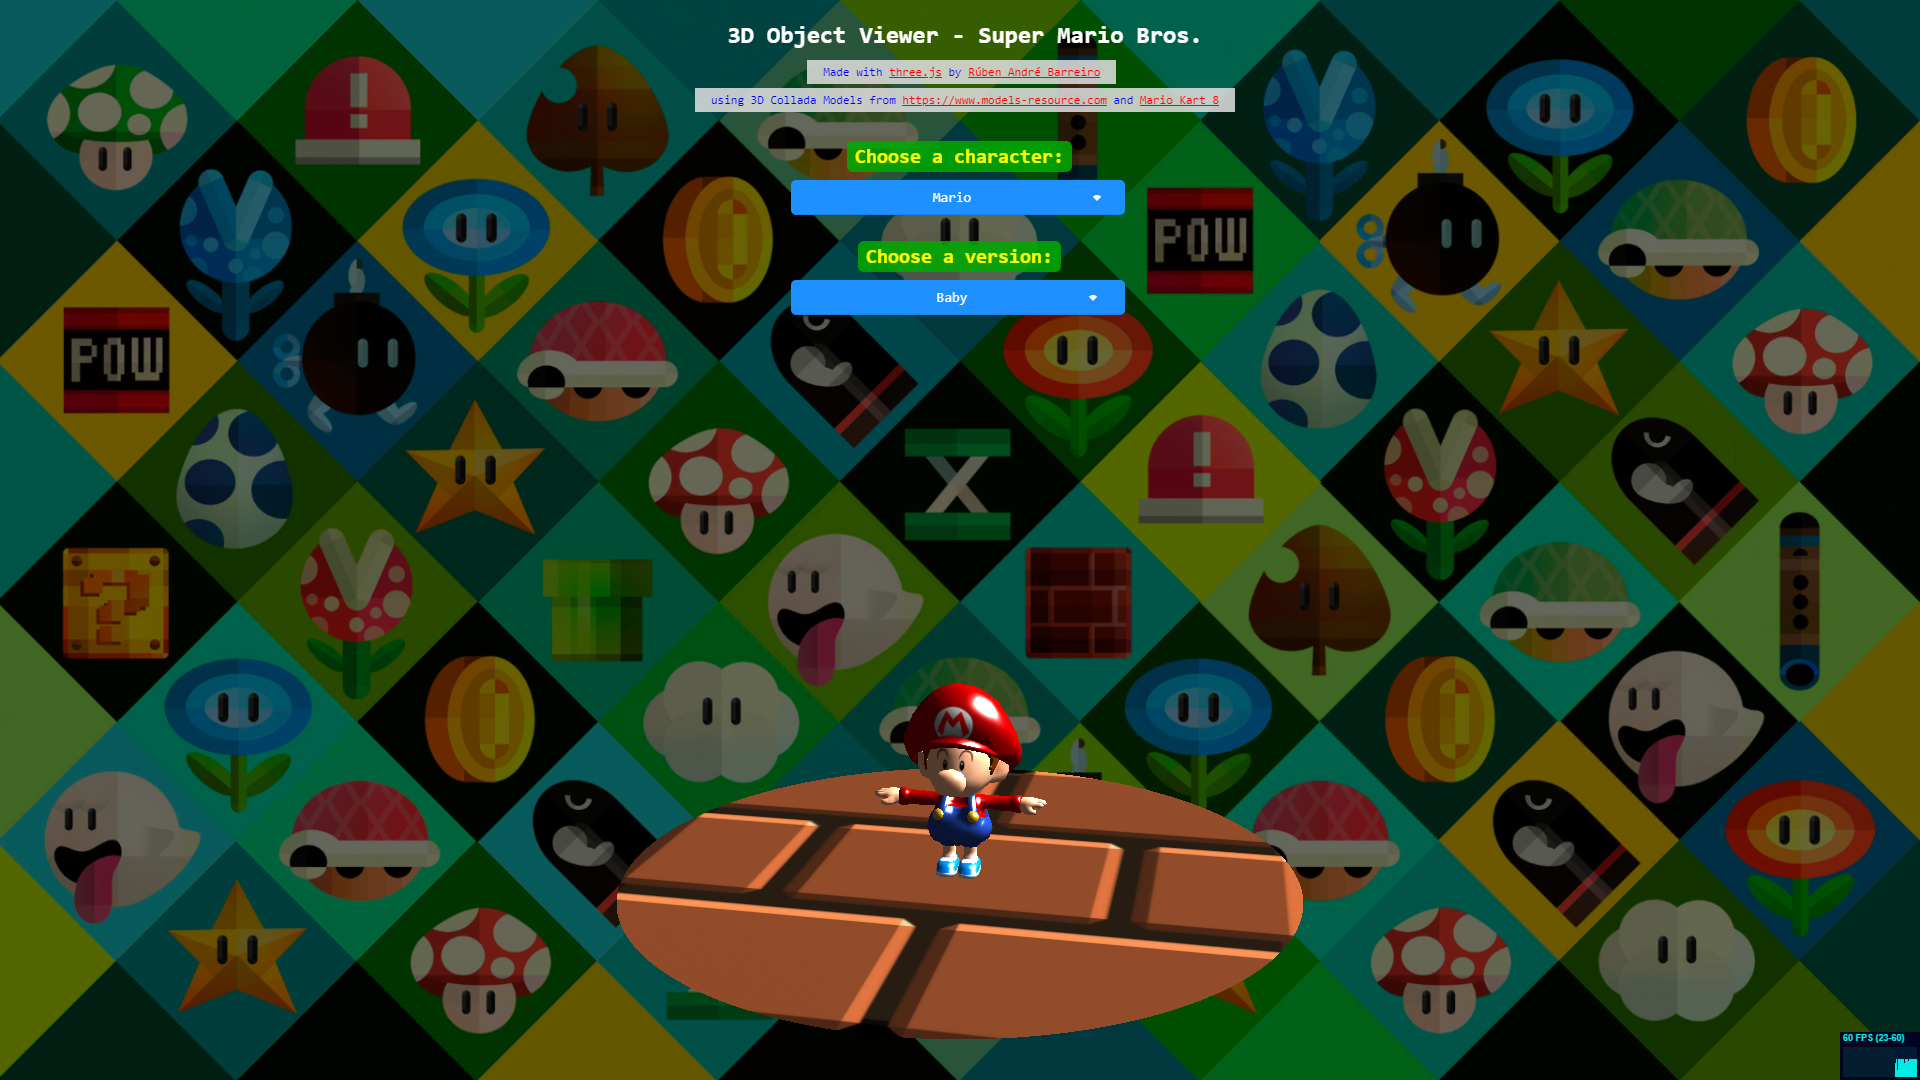 3D Object Viewer - Super Mario Bros.
Made with three.js by Rúben André Barreiro
using 3D Collada Models from https://www.models-resource.com and Mario Kart 8
Choose a character:
Mario
POW
Choose a version:
Baby
POW
!
!
?
M
60 FPS (23-60)